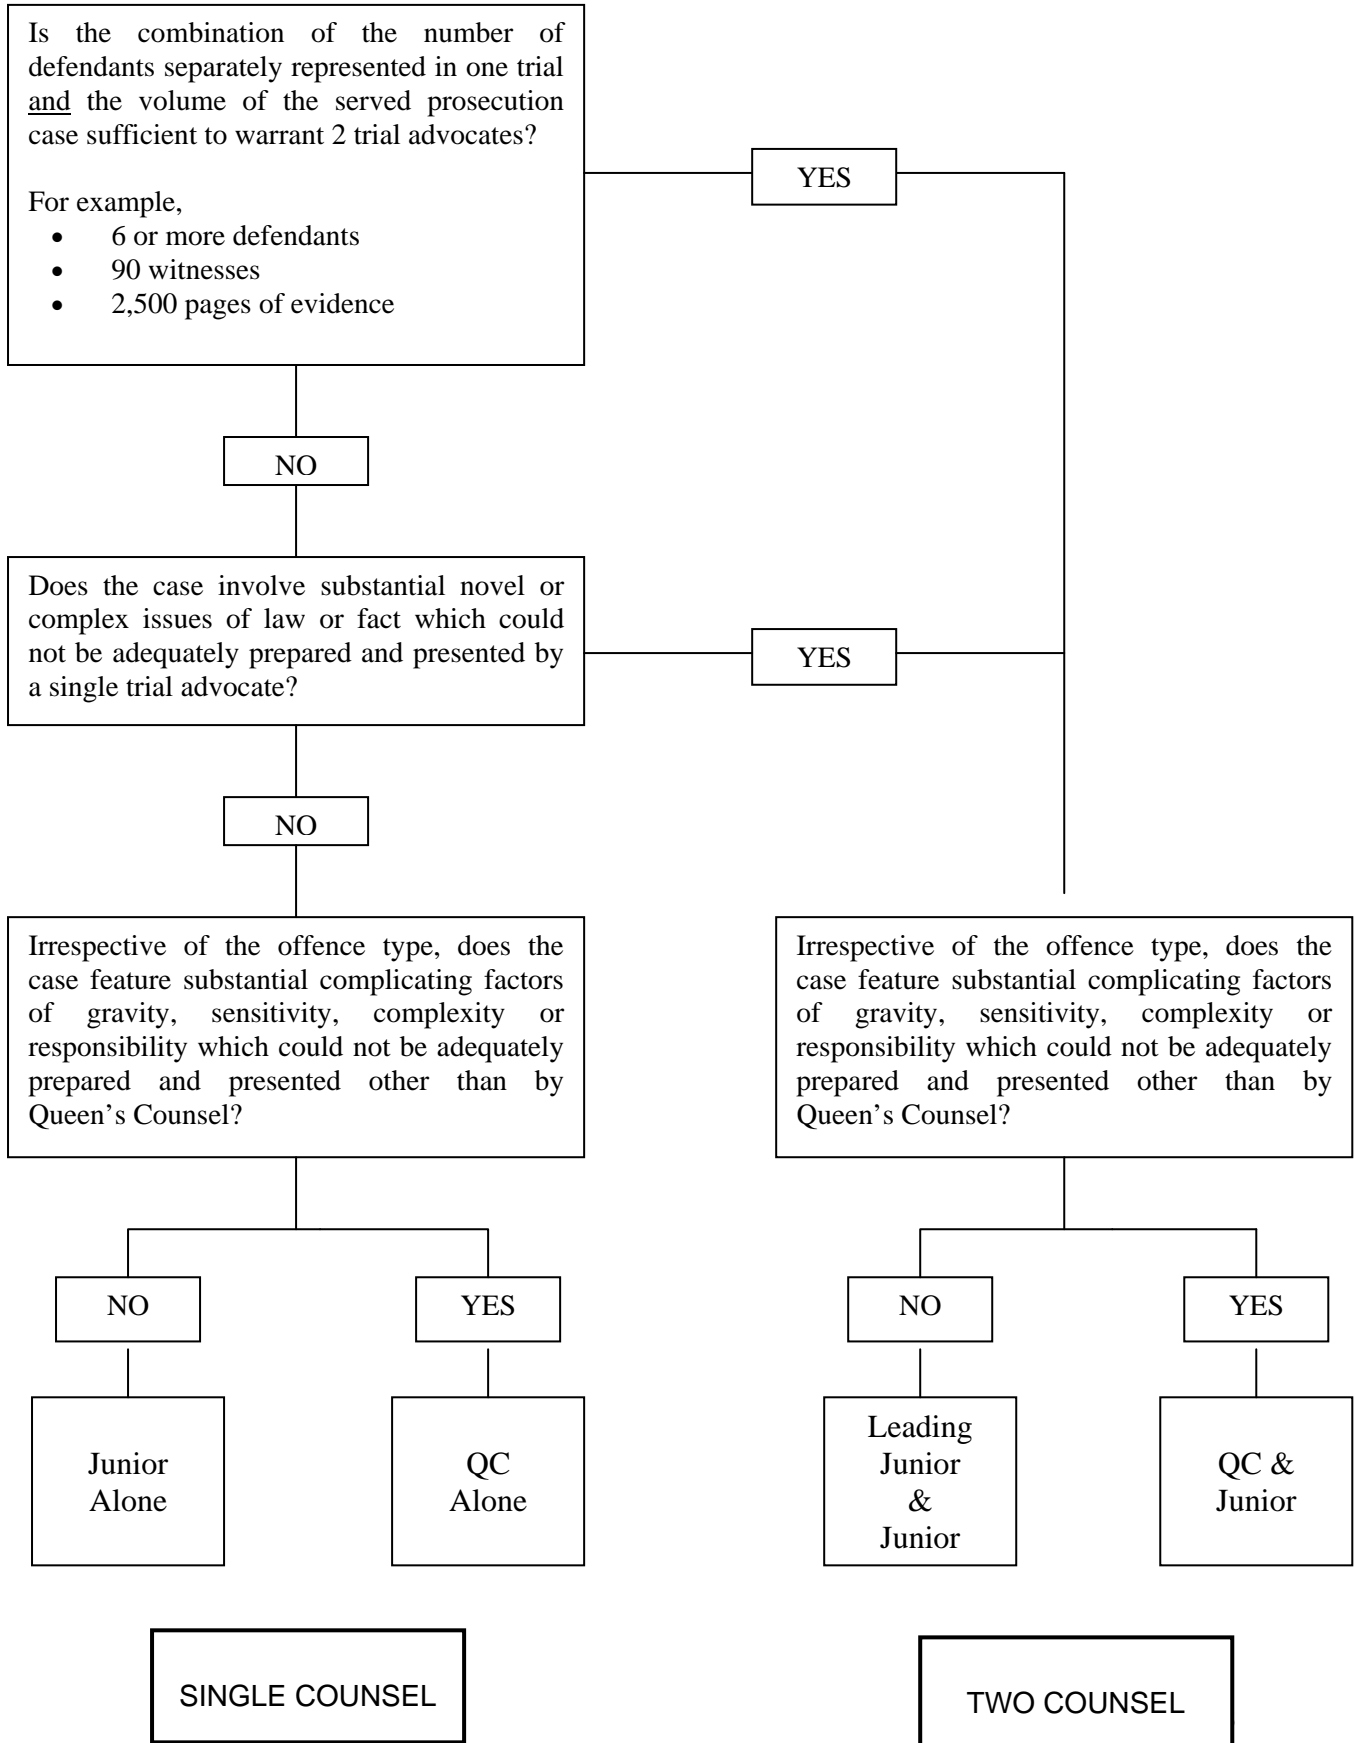 Is the combination of the number of
defendants separately represented in one trial
and the volume of the served prosecution
case sufficient to warrant 2 trial advocates?
For example,
• 6 or more defendants
• 90 witnesses
• 2,500 pages of evidence
YES
NO
Does the case involve substantial novel or
complex issues of law or fact which could
not be adequately prepared and presented by
a single trial advocate?
YES
NO
Irrespective of the offence type, does the
case feature substantial complicating factors
of gravity, sensitivity, complexity or
responsibility which could not be adequately
prepared and presented other than by
Queen's Counsel?
Irrespective of the offence type, does the
case feature substantial complicating factors
of gravity, sensitivity, complexity or
responsibility which could not be adequately
prepared and presented other than by
Queen's Counsel?
NO
YES
NO
YES
Junior
Alone
QC
Alone
Leading
Junior
&
Junior
QC &
Junior
SINGLE COUNSEL
TWO COUNSEL